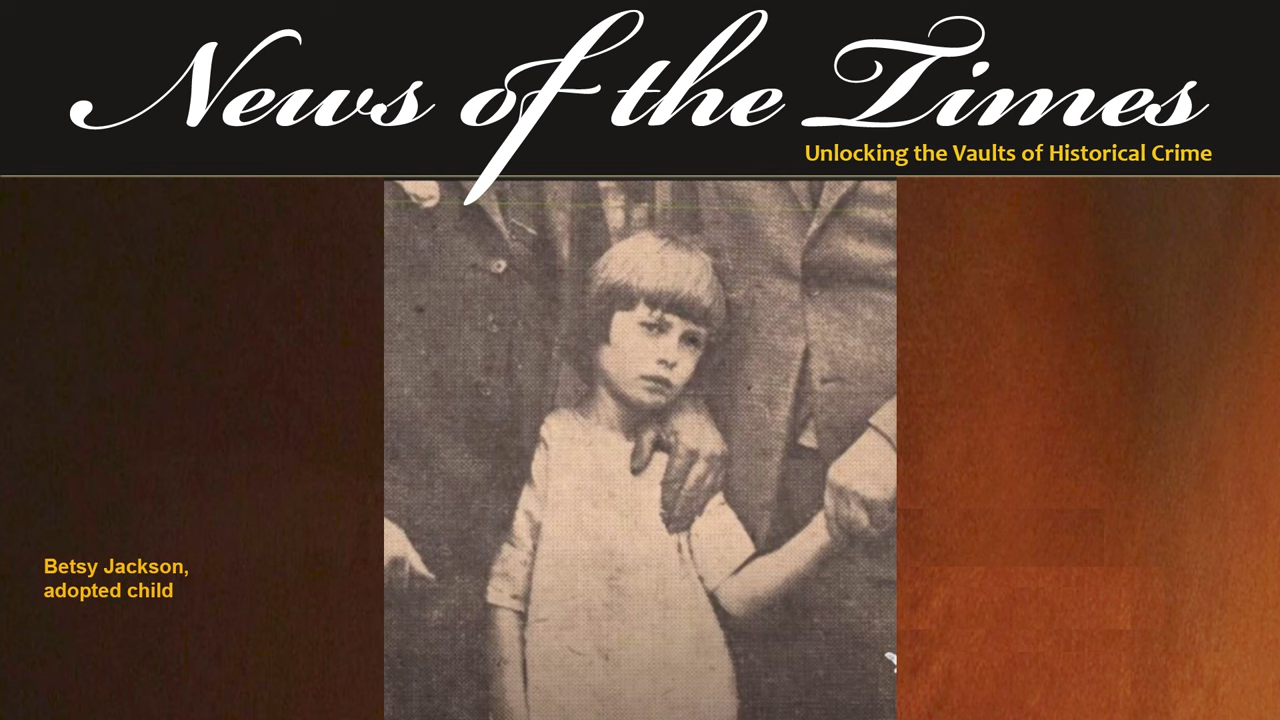 News of the Times
Unlocking the Vaults of Historical Crime
Betsy Jackson,
adopted child